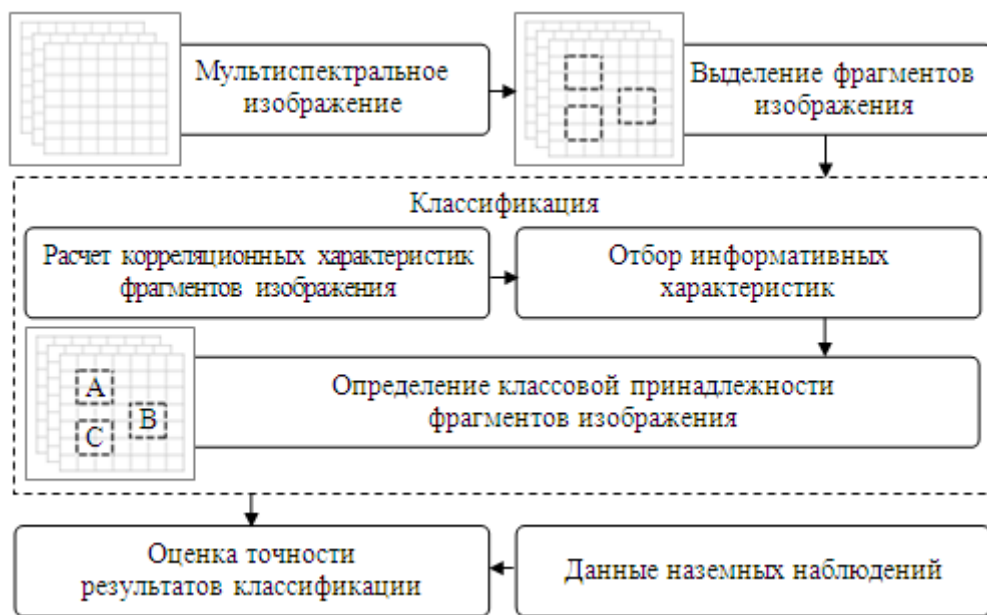 Мультиспектральное
изображение
Выделение фрагментов
изображения
Классификация
Расчет корреляционных характеристик
фрагментов изображения
Отбор информативных
характеристик
A
B
C
Определение классовой принадлежности
фрагментов изображения
Оценка точности
результатов классификации
Данные наземных наблюдений